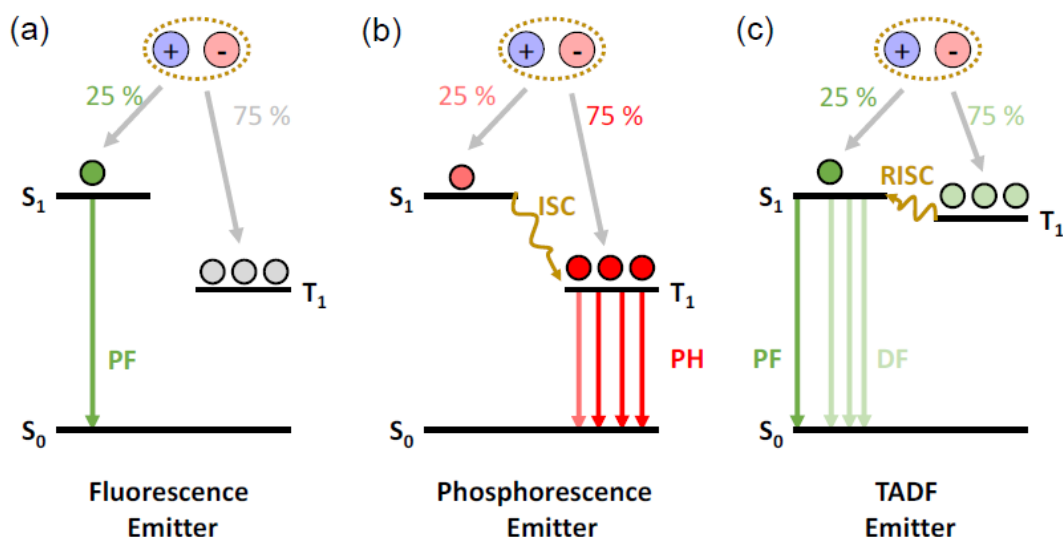 (a)
+ -
25 %
75 %
S1
T1
PF
S0
Fluorescence
Emitter
(b)
+ -
25 %
75 %
S1
ISC
T1
PH
Phosphorescence
Emitter
(c)
+ -
25 %
75 %
RISC
S1
T1
PF
DF
S0
TADF
Emitter